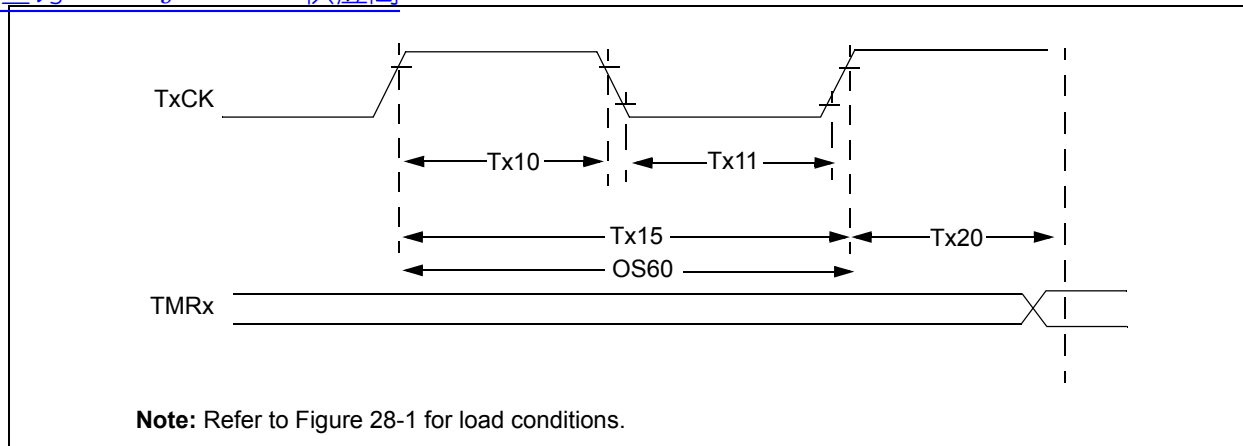 TxCK
Tx10
Tx11
Tx15
Tx20
OS60
TMRx
Note: Refer to Figure 28-1 for load conditions.